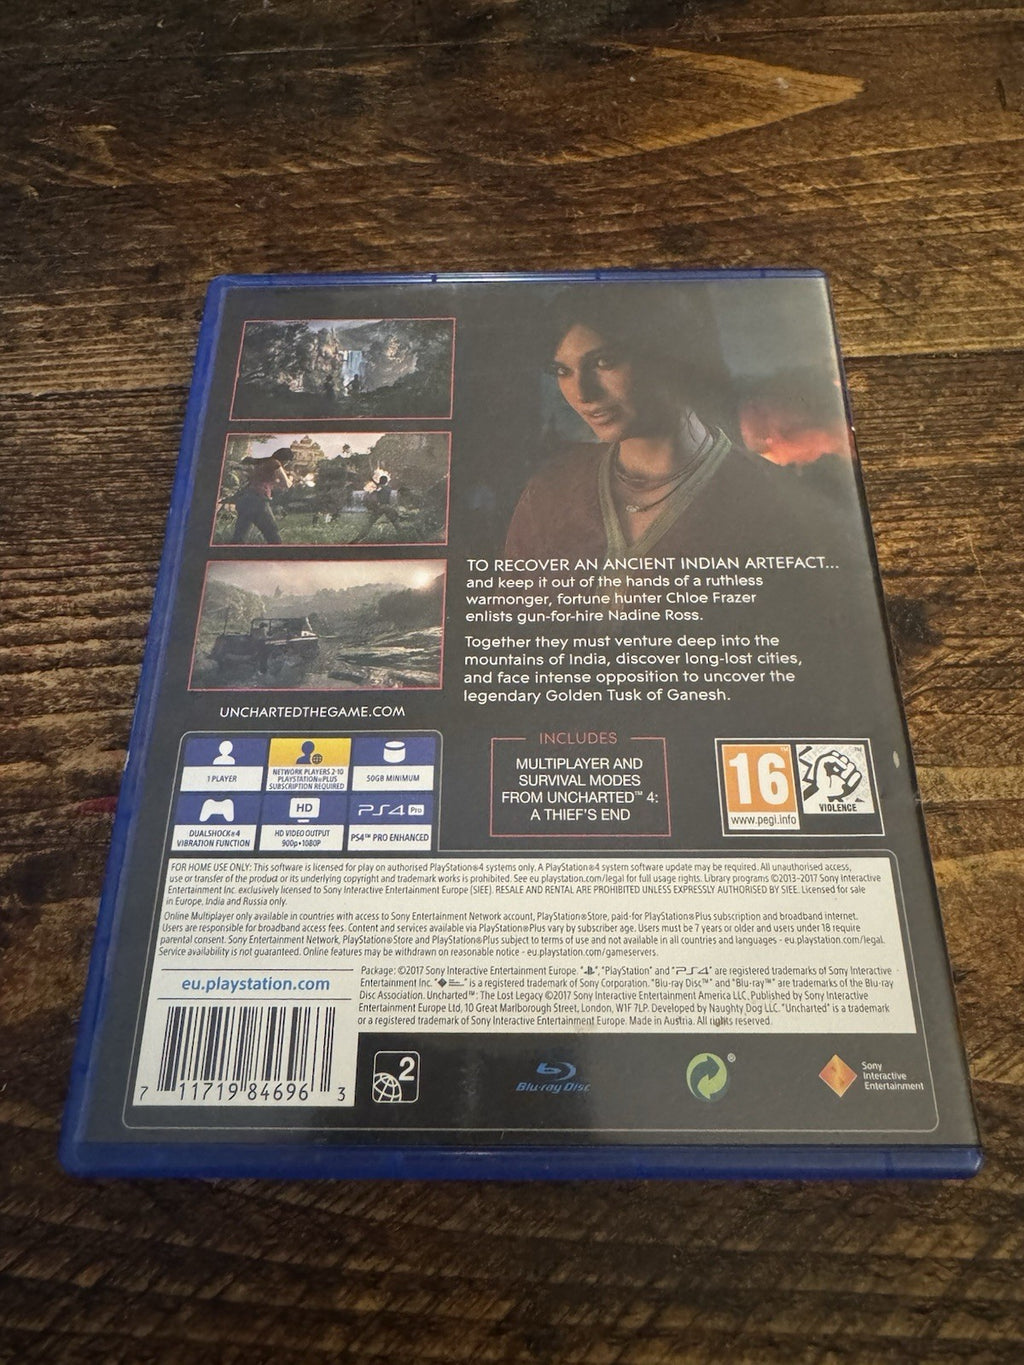 TO RECOVER AN ANCIENT INDIAN ARTEFACT...
and keep it out of the hands of a ruthless
warmonger, fortune hunter Chloe Frazer
enlists gun-for-hire Nadine Ross.
Together they must venture deep into the
mountains of India, discover long-lost cities,
and face intense opposition to uncover the
legendary Golden Tusk of Ganesh.
UNCHARTEDTHEGAME.COM
1 PLAYER
NETWORK PLAYERS 2-10
PLAYSTATION®PLUS
SUBSCRIPTION REQUIRED
50GB MINIMUM
DUALSHOCK®4
VIBRATION FUNCTION
HD
HD VIDEO OUTPUT
900p•1080P
PS4 Pro
PS4™ PRO ENHANCED
INCLUDES
MULTIPLAYER AND
SURVIVAL MODES
FROM UNCHARTED™ 4:
A THIEF'S END
16
www.pegi.info
VIOLENCE
FOR HOME USE ONLY: This software is licensed for play on authorised PlayStation®4 systems only. A PlayStation®4 system software update may be required. All unauthorised access,
use or transfer of the product or its underlying copyright and trademark works is prohibited. See eu.playstation.com/legal for full usage rights. Library programs ©2013-2017 Sony Interactive
Entertainment Inc. exclusively licensed to Sony Interactive Entertainment Europe (SIEE). RESALE AND RENTAL ARE PROHIBITED UNLESS EXPRESSLY AUTHORISED BY SIEE. Licensed for sale
in Europe, India and Russia only.
Online Multiplayer only available in countries with access to Sony Entertainment Network account, PlayStation®Store, paid-for PlayStation®Plus subscription and broadband internet.
Users are responsible for broadband access fees. Content and services available via PlayStation®Plus vary by subscriber age. Users must be 7 years or older and users under 18 require
parental consent. Sony Entertainment Network, PlayStation®Store and PlayStation®Plus subject to terms of use and not available in all countries and languages - eu.playstation.com/legal.
Service availability is not guaranteed. Online features may be withdrawn on reasonable notice - eu.playstation.com/gameservers.
eu.playstation.com
Package: ©2017 Sony Interactive Entertainment Europe. "", "PlayStation" and "PS4" are registered trademarks of Sony Interactive
Entertainment Inc. "" is a registered trademark of Sony Corporation. "Blu-ray Disc™" and "Blu-ray™" are trademarks of the Blu-ray
Disc Association. Uncharted™: The Lost Legacy ©2017 Sony Interactive Entertainment America LLC. Published by Sony Interactive
Entertainment Europe Ltd, 10 Great Marlborough Street, London, W1F 7LP. Developed by Naughty Dog LLC. "Uncharted" is a trademark
or a registered trademark of Sony Interactive Entertainment Europe. Made in Austria. All rights reserved.
7 11719 84696 3
2
Blu-ray Disc
®
Sony
Interactive
Entertainment